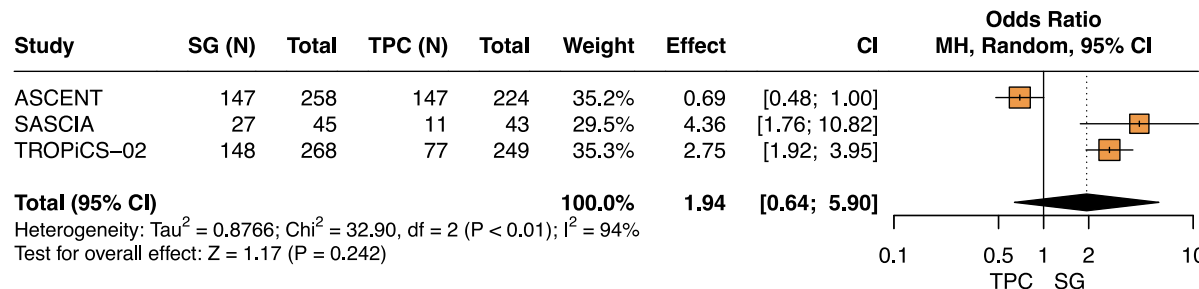 Odds Ratio
Study SG (N) Total TPC (N) Total Weight Effect CI MH, Random, 95% CI
ASCENT 147 258 147 224 35.2% 0.69 [0.48; 1.00]
SASCIA 27 45 11 43 29.5% 4.36 [1.76; 10.82]
TROPiCS−02 148 268 77 249 35.3% 2.75 [1.92; 3.95]
Total (95% CI) 100.0% 1.94 [0.64; 5.90]
Heterogeneity: Tau² = 0.8766; Chi² = 32.90, df = 2 (P < 0.01); I² = 94%
Test for overall effect: Z = 1.17 (P = 0.242)
0.1 0.5 1 2 10
TPC SG